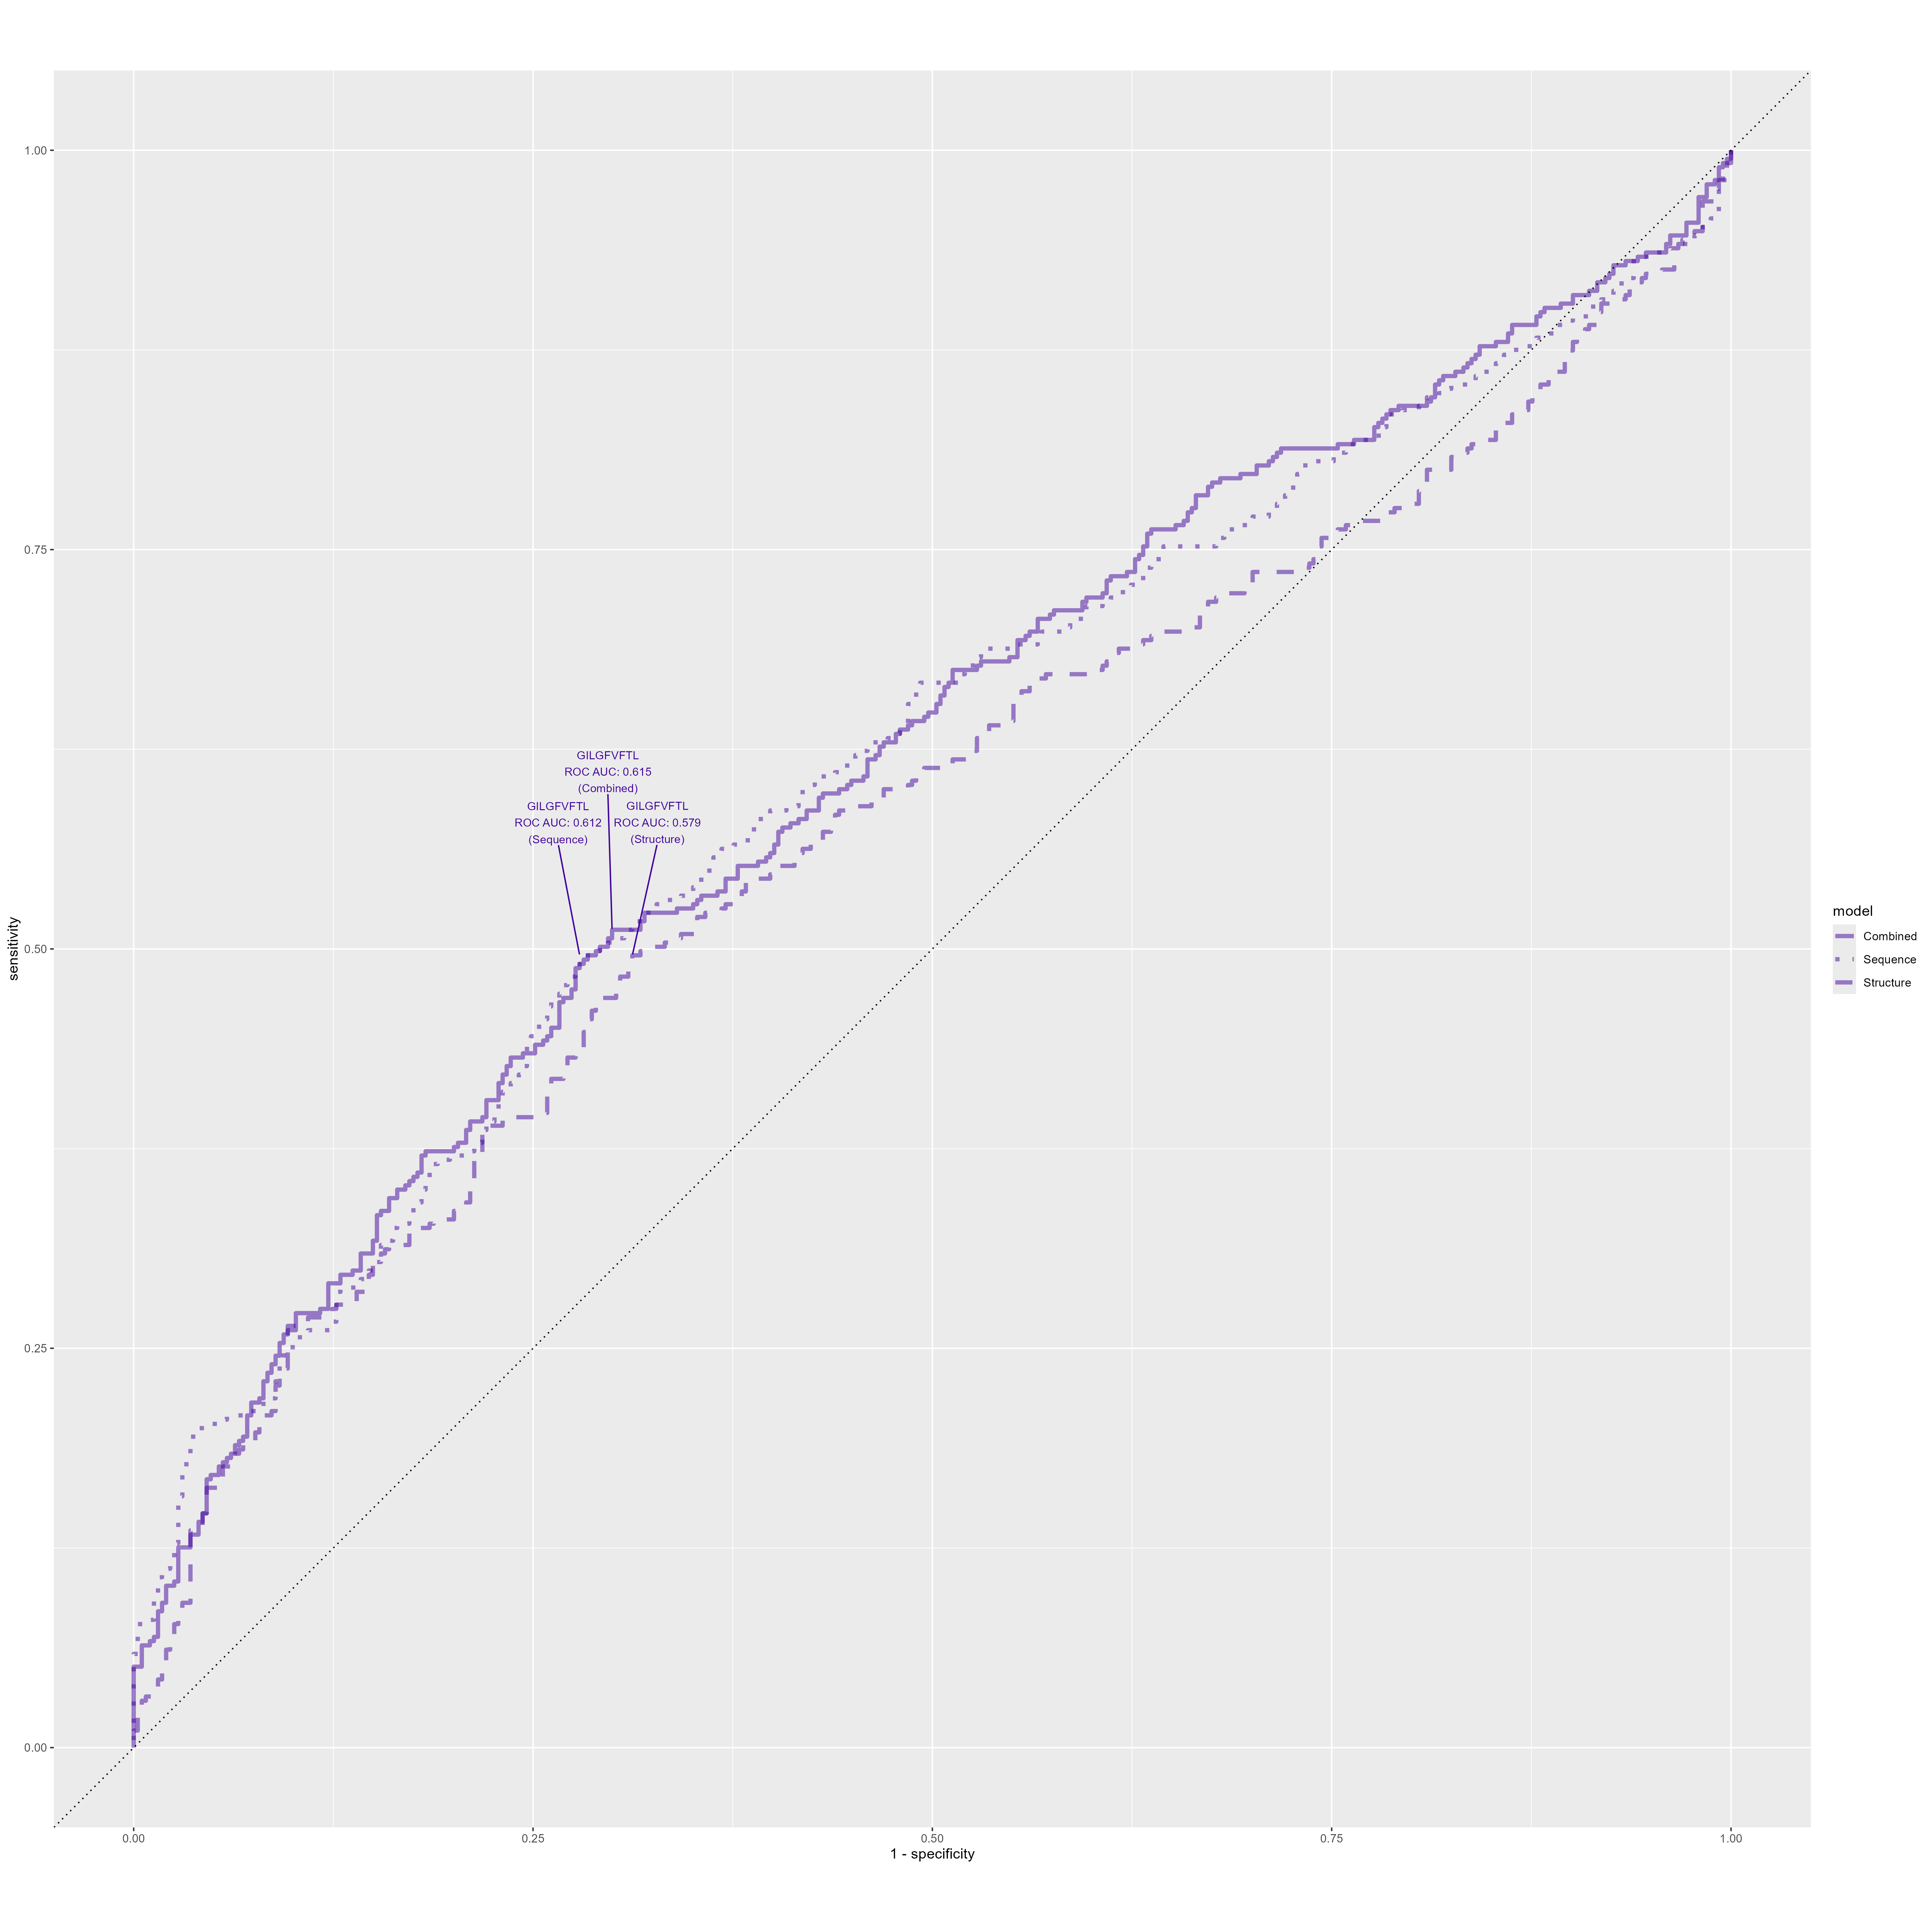 1.00
0.75
0.50
0.25
0.00
sensitivity
GILGFVFTL
ROC AUC: 0.615
(Combined)
GILGFVFTL
ROC AUC: 0.612
(Sequence)
GILGFVFTL
ROC AUC: 0.579
(Structure)
0.00
0.25
0.50
0.75
1.00
1 - specificity
model
Combined
Sequence
Structure